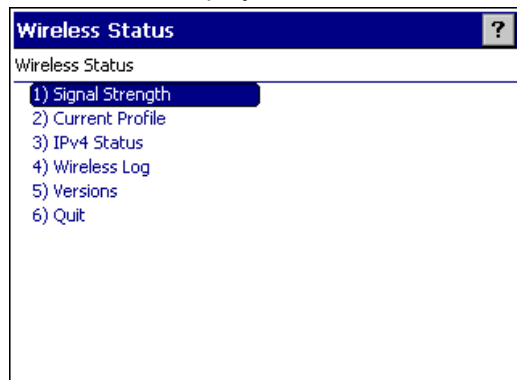 Wireless Status ?
Wireless Status
1) Signal Strength
2) Current Profile
3) IPv4 Status
4) Wireless Log
5) Versions
6) Quit